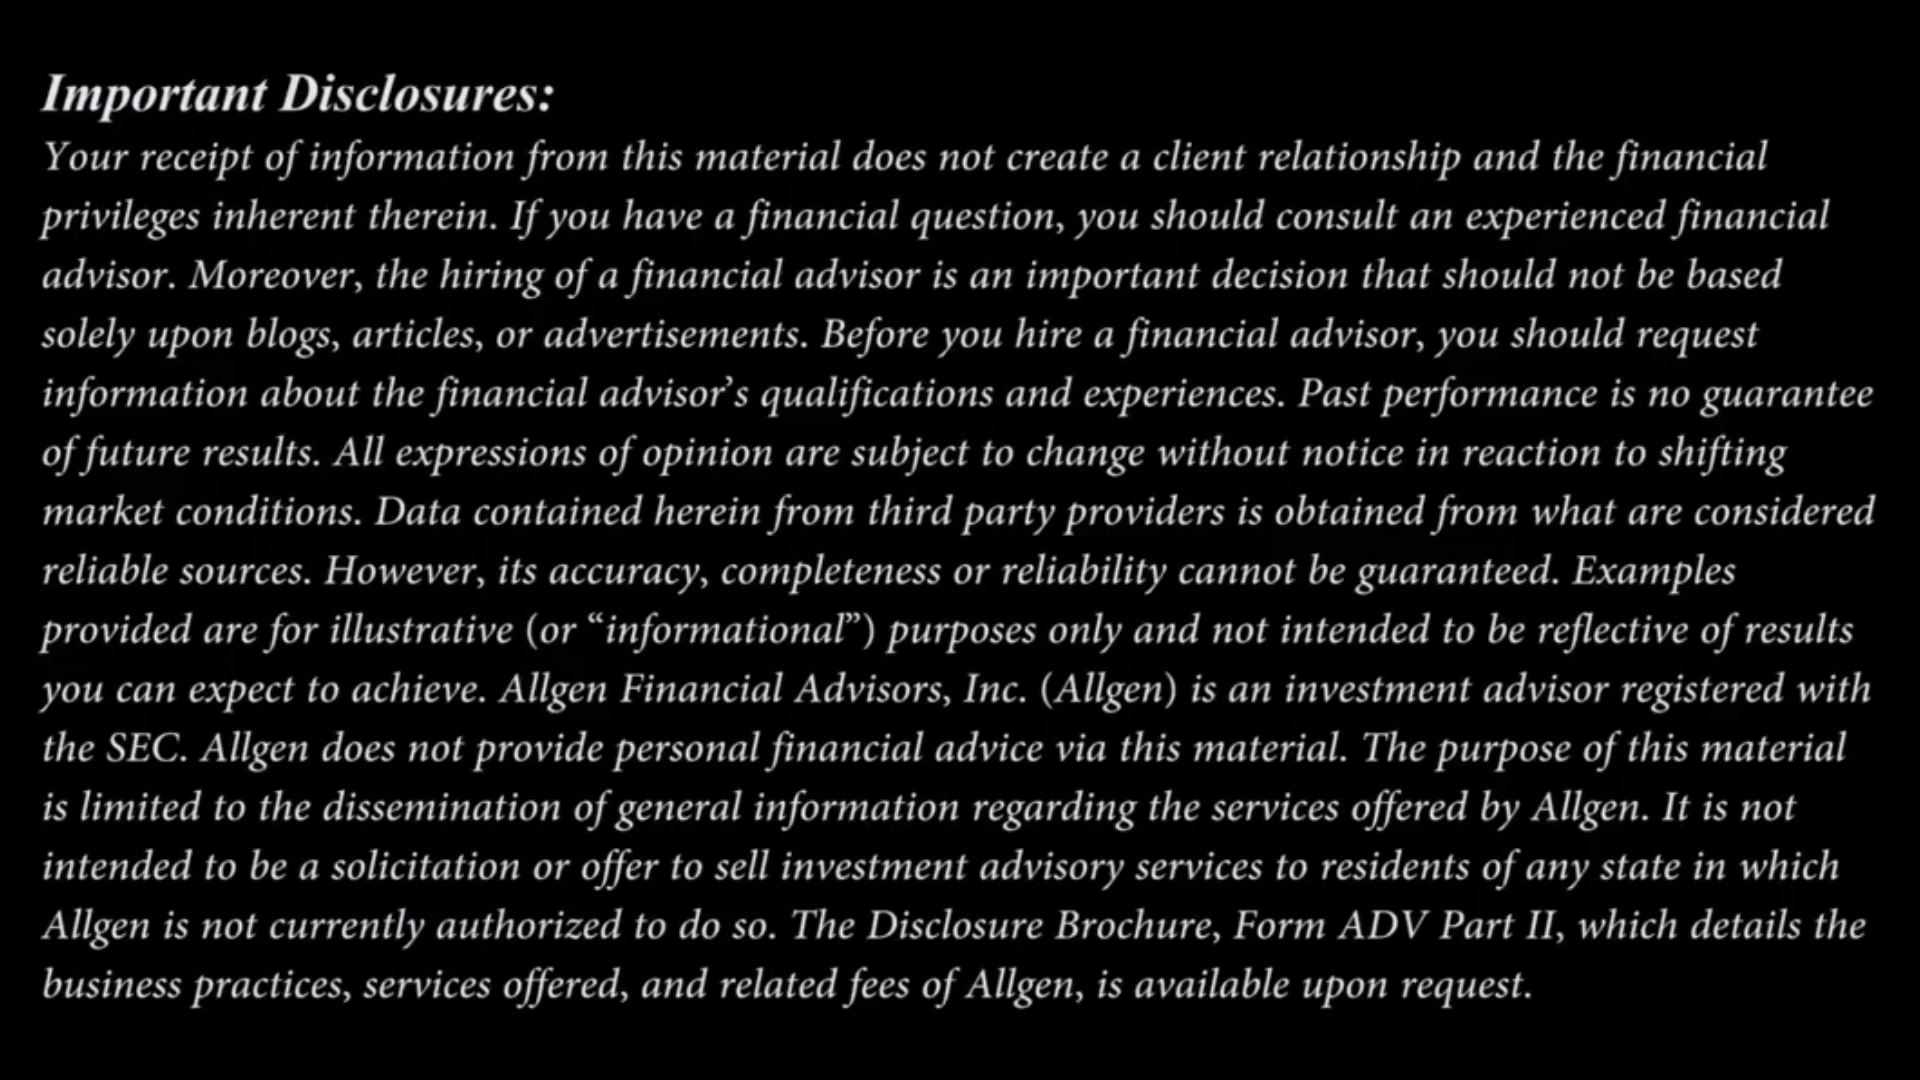 Important Disclosures:
Your receipt of information from this material does not create a client relationship and the financial
privileges inherent therein. If you have a financial question, you should consult an experienced financial
advisor. Moreover, the hiring of a financial advisor is an important decision that should not be based
solely upon blogs, articles, or advertisements. Before you hire a financial advisor, you should request
information about the financial advisor’s qualifications and experiences. Past performance is no guarantee
of future results. All expressions of opinion are subject to change without notice in reaction to shifting
market conditions. Data contained herein from third party providers is obtained from what are considered
reliable sources. However, its accuracy, completeness or reliability cannot be guaranteed. Examples
provided are for illustrative (or “informational”) purposes only and not intended to be reflective of results
you can expect to achieve. Allgen Financial Advisors, Inc. (Allgen) is an investment advisor registered with
the SEC. Allgen does not provide personal financial advice via this material. The purpose of this material
is limited to the dissemination of general information regarding the services offered by Allgen. It is not
intended to be a solicitation or offer to sell investment advisory services to residents of any state in which
Allgen is not currently authorized to do so. The Disclosure Brochure, Form ADV Part II, which details the
business practices, services offered, and related fees of Allgen, is available upon request.